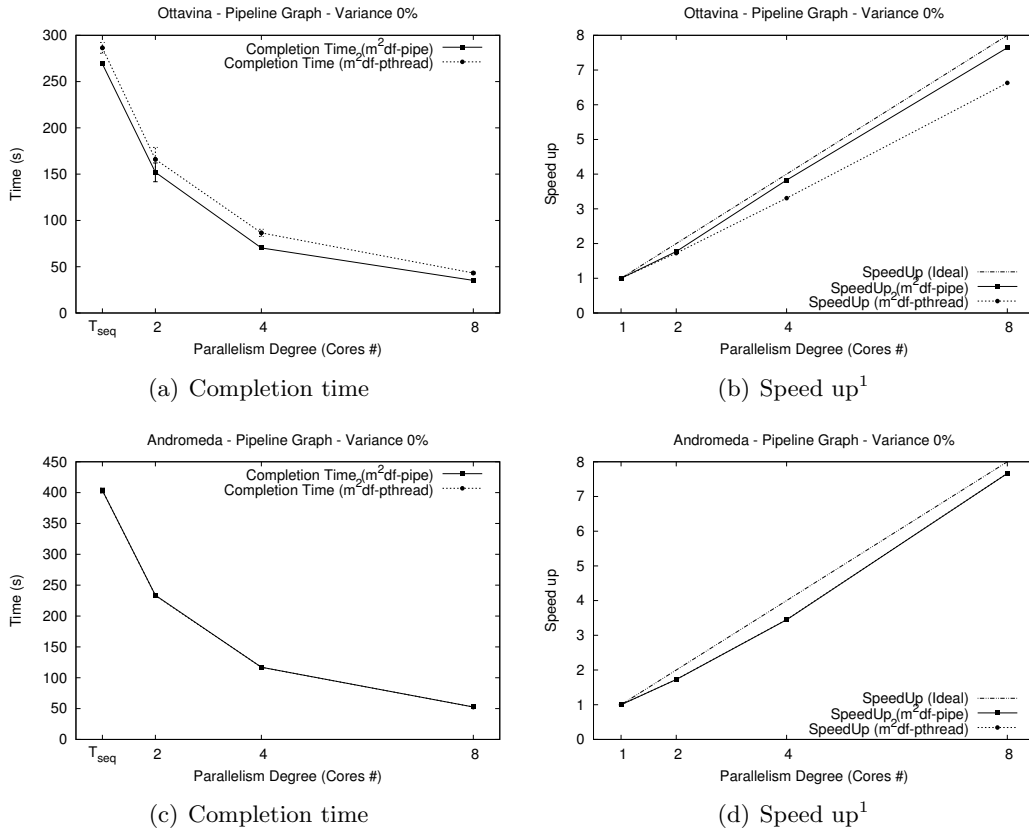 Ottavina - Pipeline Graph - Variance 0%
300
250
200
150
100
50
0
Time (s)
Completion Time (m²df-pipe)
Completion Time (m²df-pthread)
T_seq 2 4 8
Parallelism Degree (Cores #)
(a) Completion time
Ottavina - Pipeline Graph - Variance 0%
8
7
6
5
4
3
2
1
0
Speed up
SpeedUp (Ideal)
SpeedUp (m²df-pipe)
SpeedUp (m²df-pthread)
1 2 4 8
Parallelism Degree (Cores #)
(b) Speed up¹
Andromeda - Pipeline Graph - Variance 0%
450
400
350
300
250
200
150
100
50
0
Time (s)
Completion Time (m²df-pipe)
Completion Time (m²df-pthread)
T_seq 2 4 8
Parallelism Degree (Cores #)
(c) Completion time
Andromeda - Pipeline Graph - Variance 0%
8
7
6
5
4
3
2
1
0
Speed up
SpeedUp (Ideal)
SpeedUp (m²df-pipe)
SpeedUp (m²df-pthread)
1 2 4 8
Parallelism Degree (Cores #)
(d) Speed up¹